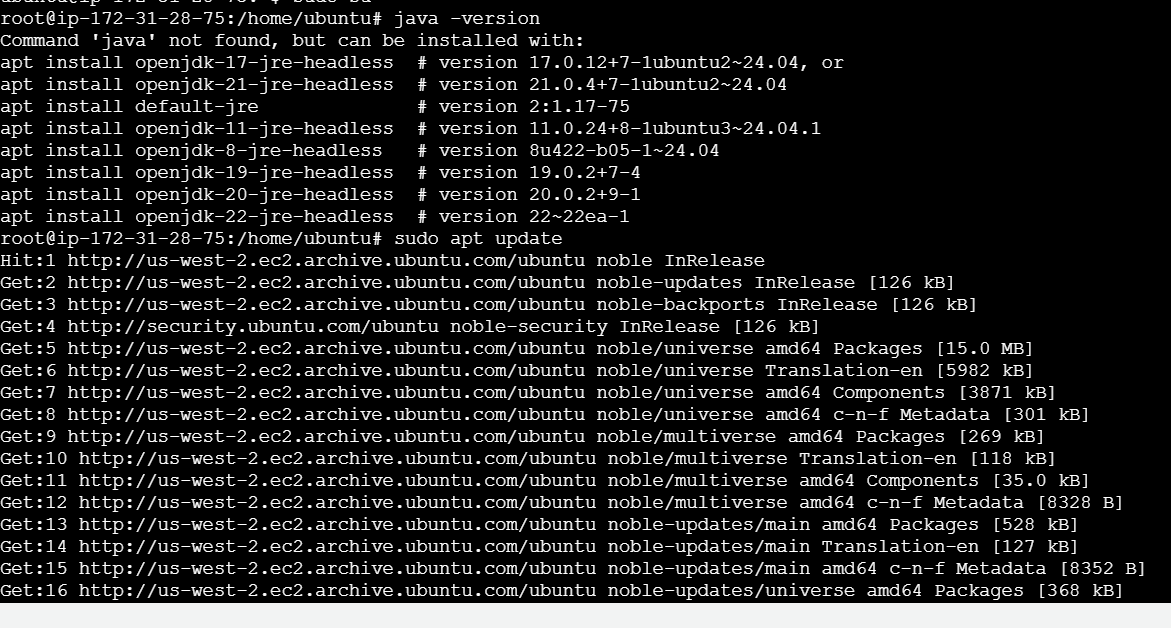 root@ip-172-31-28-75:/home/ubuntu# java -version
Command 'java' not found, but can be installed with:
apt install openjdk-17-jre-headless  # version 17.0.12+7-1ubuntu2~24.04, or
apt install openjdk-21-jre-headless  # version 21.0.4+7-1ubuntu2~24.04
apt install default-jre              # version 2:1.17-75
apt install openjdk-11-jre-headless  # version 11.0.24+8-1ubuntu3~24.04.1
apt install openjdk-8-jre-headless   # version 8u422-b05-1~24.04
apt install openjdk-19-jre-headless  # version 19.0.2+7-4
apt install openjdk-20-jre-headless  # version 20.0.2+9-1
apt install openjdk-22-jre-headless  # version 22~22ea-1
root@ip-172-31-28-75:/home/ubuntu# sudo apt update
Hit:1 http://us-west-2.ec2.archive.ubuntu.com/ubuntu noble InRelease
Get:2 http://us-west-2.ec2.archive.ubuntu.com/ubuntu noble-updates InRelease [126 kB]
Get:3 http://us-west-2.ec2.archive.ubuntu.com/ubuntu noble-backports InRelease [126 kB]
Get:4 http://security.ubuntu.com/ubuntu noble-security InRelease [126 kB]
Get:5 http://us-west-2.ec2.archive.ubuntu.com/ubuntu noble/universe amd64 Packages [15.0 MB]
Get:6 http://us-west-2.ec2.archive.ubuntu.com/ubuntu noble/universe Translation-en [5982 kB]
Get:7 http://us-west-2.ec2.archive.ubuntu.com/ubuntu noble/universe amd64 Components [3871 kB]
Get:8 http://us-west-2.ec2.archive.ubuntu.com/ubuntu noble/universe amd64 c-n-f Metadata [301 kB]
Get:9 http://us-west-2.ec2.archive.ubuntu.com/ubuntu noble/multiverse amd64 Packages [269 kB]
Get:10 http://us-west-2.ec2.archive.ubuntu.com/ubuntu noble/multiverse Translation-en [118 kB]
Get:11 http://us-west-2.ec2.archive.ubuntu.com/ubuntu noble/multiverse amd64 Components [35.0 kB]
Get:12 http://us-west-2.ec2.archive.ubuntu.com/ubuntu noble/multiverse amd64 c-n-f Metadata [8328 B]
Get:13 http://us-west-2.ec2.archive.ubuntu.com/ubuntu noble-updates/main amd64 Packages [528 kB]
Get:14 http://us-west-2.ec2.archive.ubuntu.com/ubuntu noble-updates/main Translation-en [127 kB]
Get:15 http://us-west-2.ec2.archive.ubuntu.com/ubuntu noble-updates/main amd64 c-n-f Metadata [8352 B]
Get:16 http://us-west-2.ec2.archive.ubuntu.com/ubuntu noble-updates/universe amd64 Packages [368 kB]